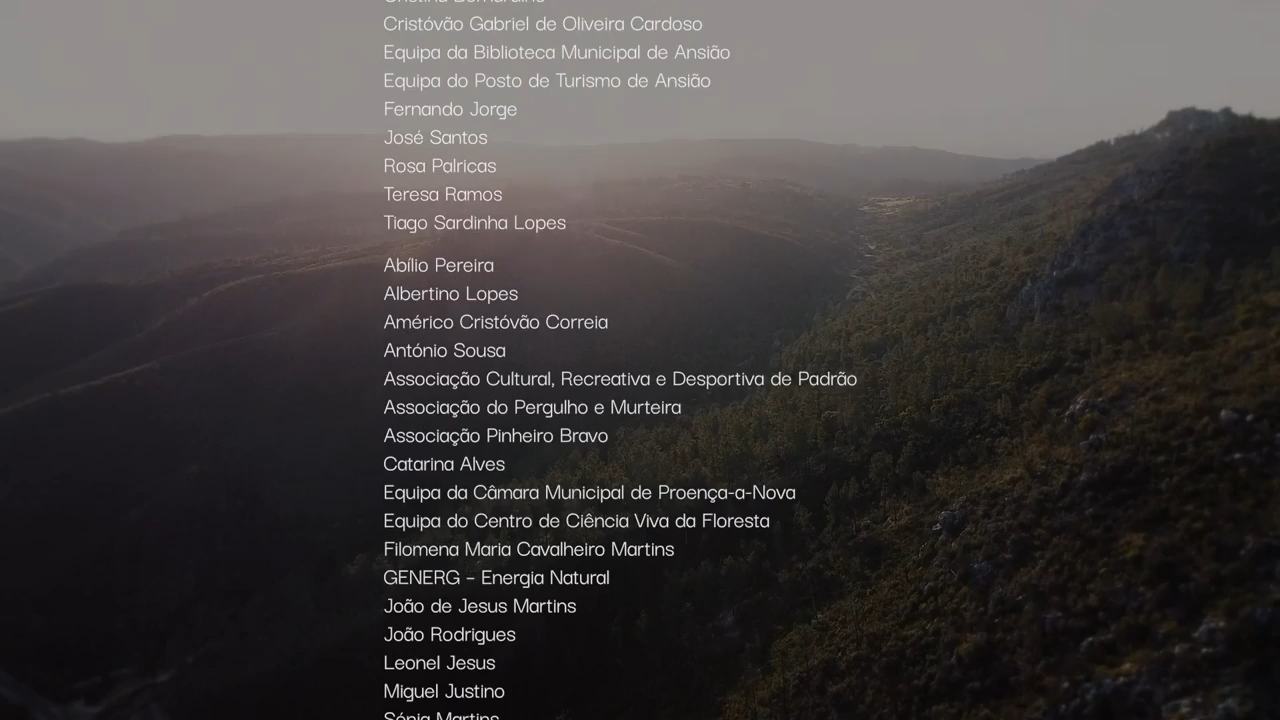 Cristóvão Gabriel de Oliveira Cardoso
Equipa da Biblioteca Municipal de Ansião
Equipa do Posto de Turismo de Ansião
Fernando Jorge
José Santos
Rosa Palricas
Teresa Ramos
Tiago Sardinha Lopes
Abílio Pereira
Albertino Lopes
Américo Cristóvão Correia
António Sousa
Associação Cultural, Recreativa e Desportiva de Padrão
Associação do Pergulho e Murteira
Associação Pinheiro Bravo
Catarina Alves
Equipa da Câmara Municipal de Proença-a-Nova
Equipa do Centro de Ciência Viva da Floresta
Filomena Maria Cavalheiro Martins
GENERG – Energia Natural
João de Jesus Martins
João Rodrigues
Leonel Jesus
Miguel Justino
Sónia Martins